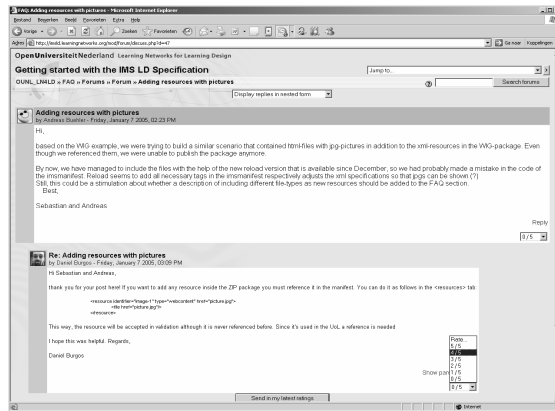 FAQ: Adding resources with pictures - Microsoft Internet Explorer
Bestand Bewerken Beeld Favorieten Extra Help
Vorige Zoeken Favorieten
Adres http://imsld.learningnetworks.org/mod/forum/discuss.php?d=47 Ga naar Koppelingen
OpenUniversiteitNederland Learning Networks for Learning Design
Getting started with the IMS LD Specification Jump to...
OUNL_LN4LD » FAQ » Forums » Forum » Adding resources with pictures Search forums
Display replies in nested form
Adding resources with pictures
by Andreas Buehler - Friday, January 7 2005, 02:23 PM
Hi,
based on the WIG example, we were trying to build a similar scenario that contained html-files with jpg-pictures in addition to the xml-resources in the WIG-package. Even
though we referenced them, we were unable to publish the package anymore.
By now, we have managed to include the files with the help of the new reload version that is available since December, so we had probably made a mistake in the code of
the imsmanifest. Reload seems to add all necessary tags in the imsmanifest respectively adjusts the xml specifications so that jpgs can be shown (?)
Still, this could be a stimulation about whether a description of including different file-types as new resources should be added to the FAQ section.
Best,
Sebastian and Andreas
Reply
0 / 5
Re: Adding resources with pictures
by Daniel Burgos - Friday, January 7 2005, 03:09 PM
Hi Sebastian and Andreas,
thank you for your post here! If you want to add any resource inside the ZIP package you must reference it in the manifest. You can do it as follows in the <resources> tab:
<resource identifier="image-1" type="webcontent" href="picture.jpg">
<file href="picture.jpg">
<resource>
This way, the resource will be accepted in validation although it is never referenced before. Since it's used in the UoL a reference is needed.
I hope this was helpful. Regards,
Daniel Burgos
Rate...
5 / 5
4 / 5
3 / 5
2 / 5
Show par 1 / 5
0 / 5
0 / 5
Send in my latest ratings
Internet